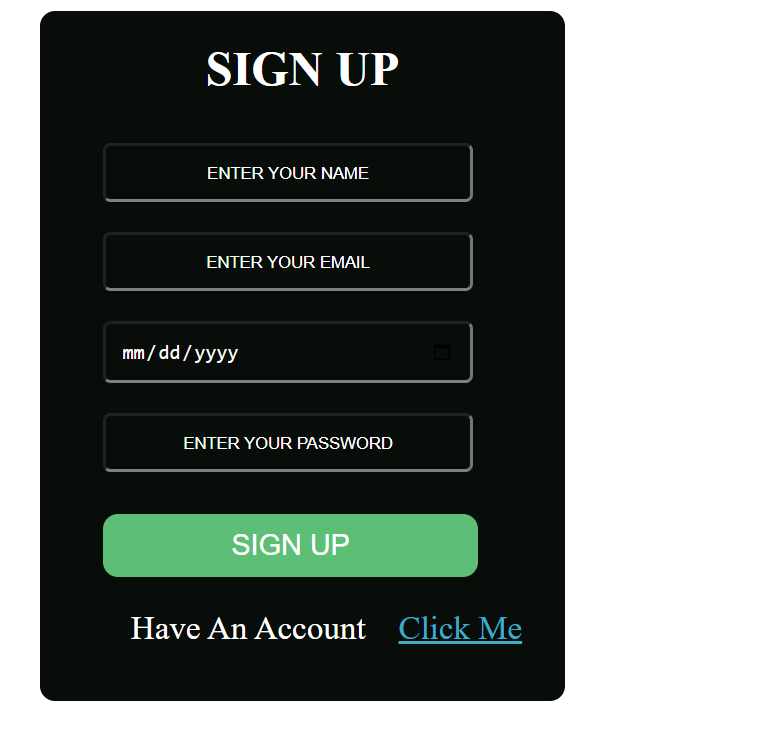 SIGN UP
ENTER YOUR NAME
ENTER YOUR EMAIL
mm/dd/yyyy
ENTER YOUR PASSWORD
SIGN UP
Have An Account Click Me